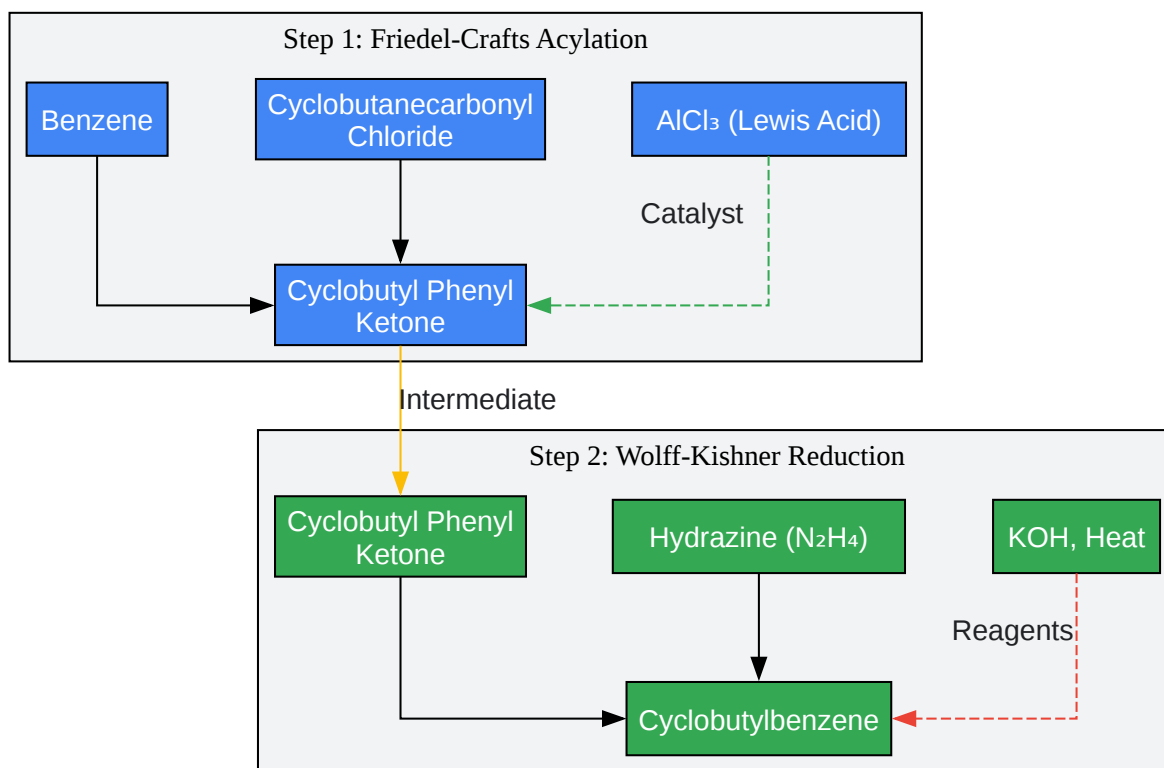 Step 1: Friedel-Crafts Acylation
Benzene
Cyclobutanecarbonyl
Chloride
AlCl₃ (Lewis Acid)
Catalyst
Cyclobutyl Phenyl
Ketone
Intermediate
Step 2: Wolff-Kishner Reduction
Cyclobutyl Phenyl
Ketone
Hydrazine (N₂H₄)
KOH, Heat
Reagents
Cyclobutylbenzene